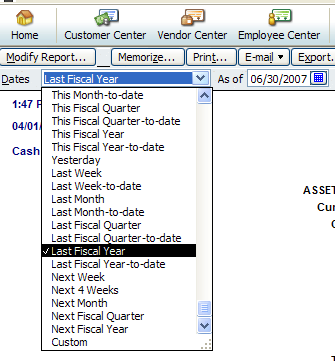 Home Customer Center Vendor Center Employee Center
Modify Report... Memorize... Print... E-mail Export.
Dates Last Fiscal Year As of 06/30/2007
This Month-to-date
1:47 P
This Fiscal Quarter
This Fiscal Quarter-to-date
04/01/
This Fiscal Year
This Fiscal Year-to-date
Cash
Yesterday
Last Week
Last Week-to-date
ASSET
Last Month
Cur
Last Month-to-date
Last Fiscal Quarter
Last Fiscal Quarter-to-date
Last Fiscal Year
Last Fiscal Year-to-date
Next Week
Next 4 Weeks
Next Month
Next Fiscal Quarter
Next Fiscal Year
Custom